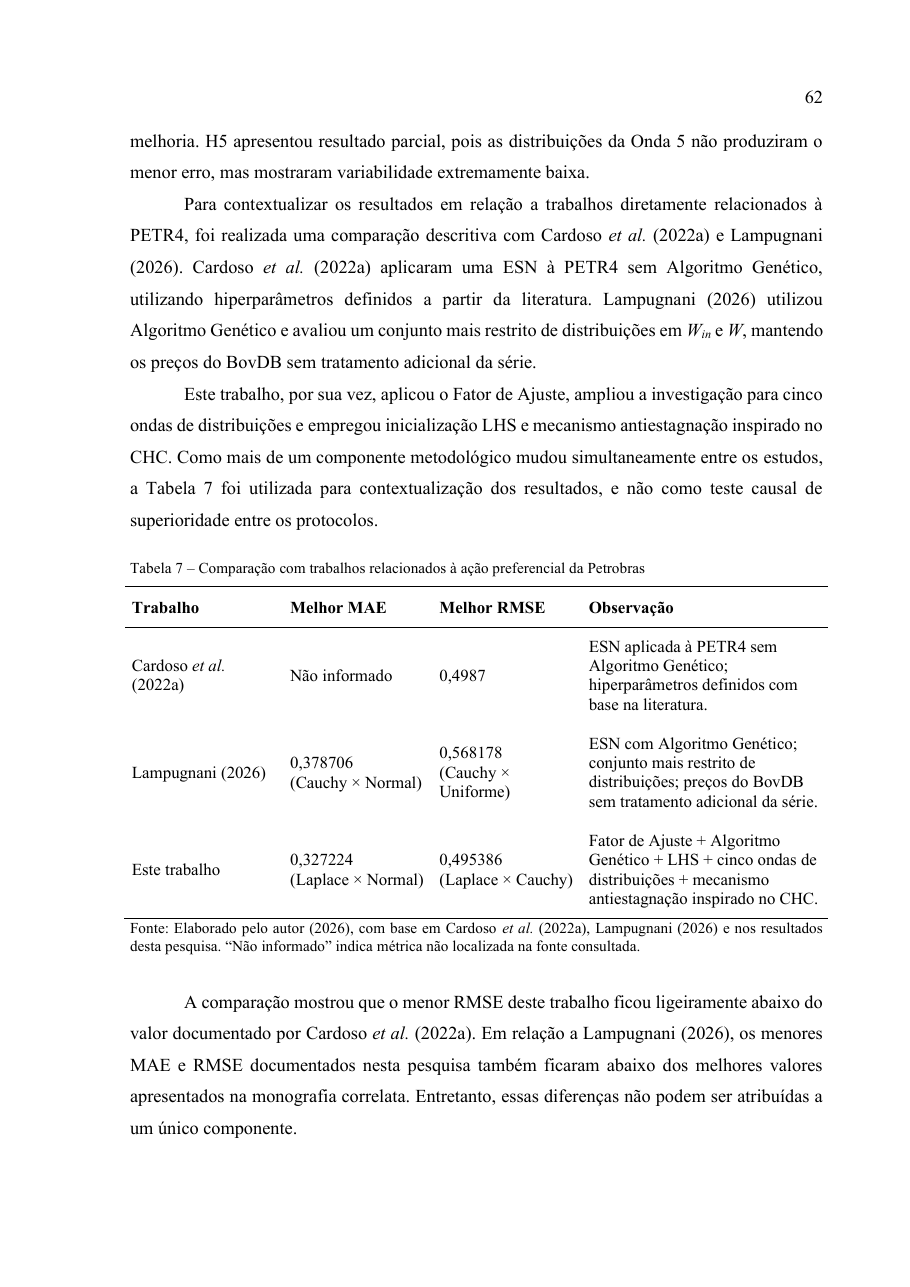 62
melhoria. H5 apresentou resultado parcial, pois as distribuições da Onda 5 não produziram o
menor erro, mas mostraram variabilidade extremamente baixa.
Para contextualizar os resultados em relação a trabalhos diretamente relacionados à
PETR4, foi realizada uma comparação descritiva com Cardoso et al. (2022a) e Lampugnani
(2026). Cardoso et al. (2022a) aplicaram uma ESN à PETR4 sem Algoritmo Genético,
utilizando hiperparâmetros definidos a partir da literatura. Lampugnani (2026) utilizou
Algoritmo Genético e avaliou um conjunto mais restrito de distribuições em Win e W, mantendo
os preços do BovDB sem tratamento adicional da série.
Este trabalho, por sua vez, aplicou o Fator de Ajuste, ampliou a investigação para cinco
ondas de distribuições e empregou inicialização LHS e mecanismo antiestagnação inspirado no
CHC. Como mais de um componente metodológico mudou simultaneamente entre os estudos,
a Tabela 7 foi utilizada para contextualização dos resultados, e não como teste causal de
superioridade entre os protocolos.
Tabela 7 – Comparação com trabalhos relacionados à ação preferencial da Petrobras
Trabalho Melhor MAE Melhor RMSE Observação
Cardoso et al.
(2022a)
Não informado
0,4987
ESN aplicada à PETR4 sem
Algoritmo Genético;
hiperparâmetros definidos com
base na literatura.
Lampugnani (2026)
0,378706
(Cauchy × Normal)
0,568178
(Cauchy ×
Uniforme)
ESN com Algoritmo Genético;
conjunto mais restrito de
distribuições; preços do BovDB
sem tratamento adicional da série.
Este trabalho
0,327224
(Laplace × Normal)
0,495386
(Laplace × Cauchy)
Fator de Ajuste + Algoritmo
Genético + LHS + cinco ondas de
distribuições + mecanismo
antiestagnação inspirado no CHC.
Fonte: Elaborado pelo autor (2026), com base em Cardoso et al. (2022a), Lampugnani (2026) e nos resultados
desta pesquisa. “Não informado” indica métrica não localizada na fonte consultada.
A comparação mostrou que o menor RMSE deste trabalho ficou ligeiramente abaixo do
valor documentado por Cardoso et al. (2022a). Em relação a Lampugnani (2026), os menores
MAE e RMSE documentados nesta pesquisa também ficaram abaixo dos melhores valores
apresentados na monografia correlata. Entretanto, essas diferenças não podem ser atribuídas a
um único componente.